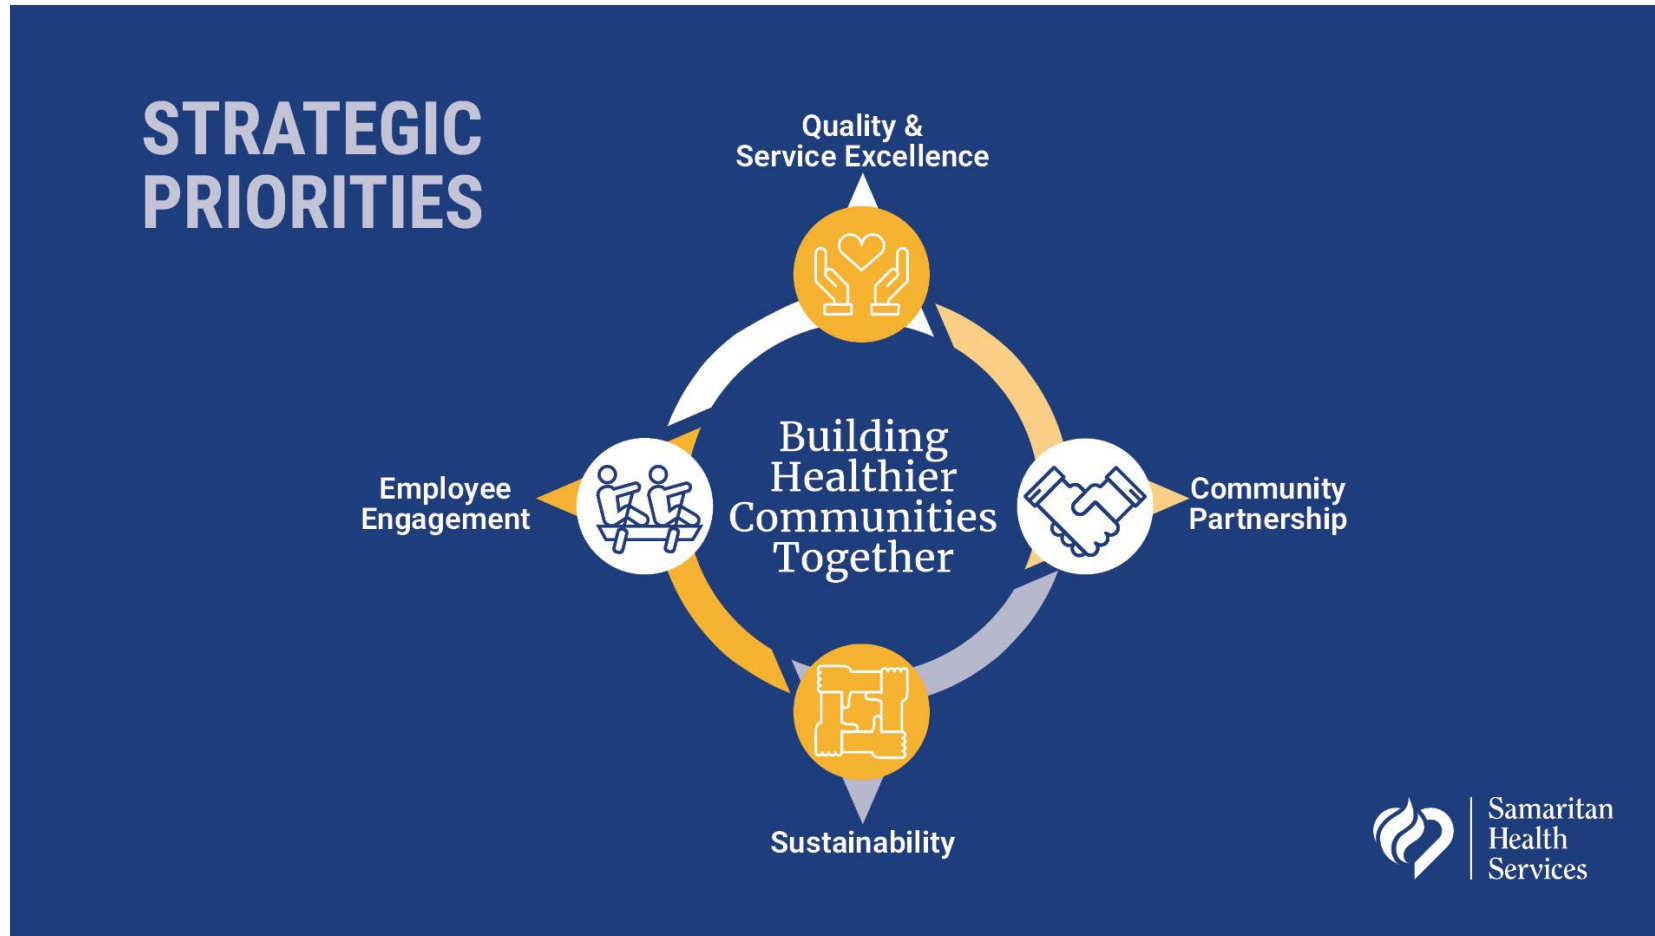 STRATEGIC
PRIORITIES
Quality &
Service Excellence
Employee
Engagement
Building
Healthier
Communities
Together
Community
Partnership
Sustainability
Samaritan
Health
Services